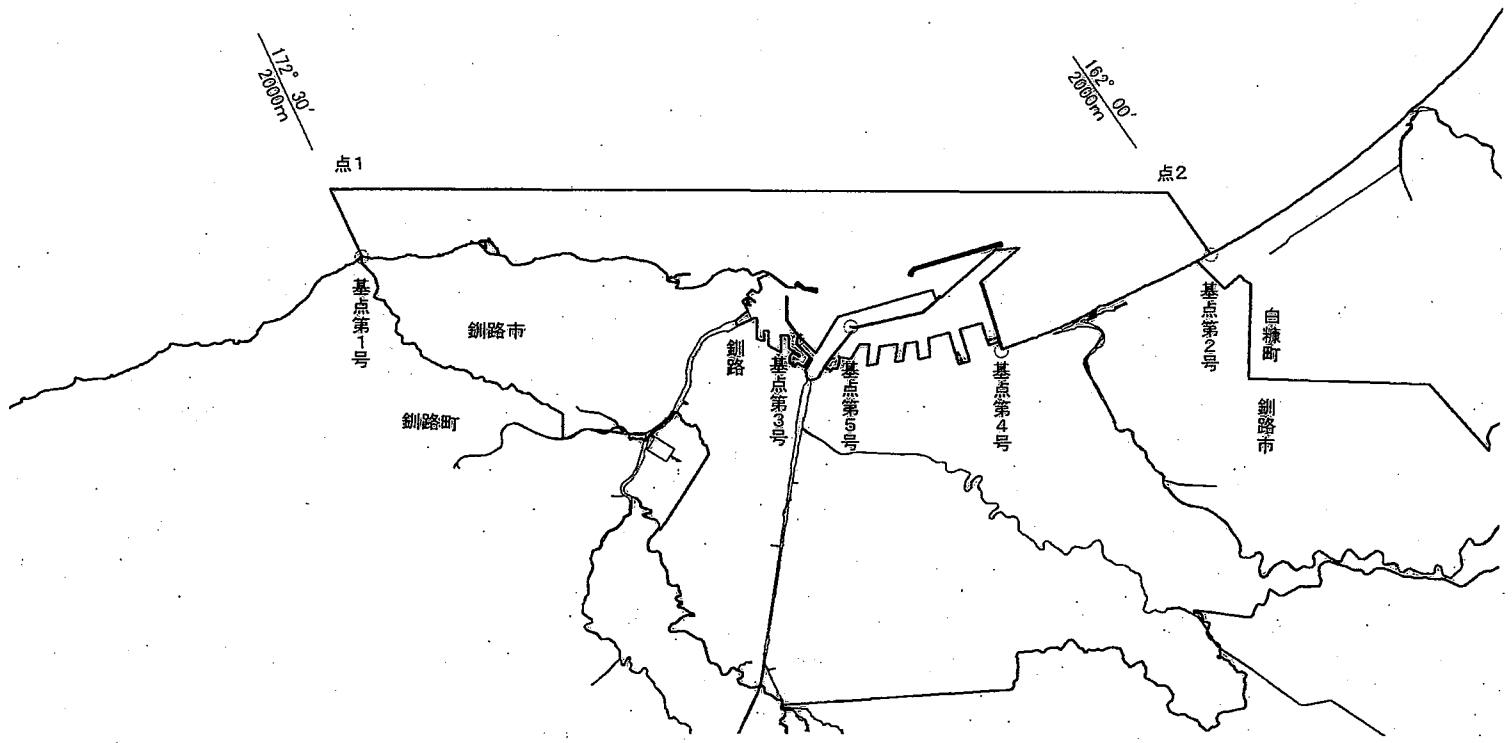 172° 30′
2000m
162° 00′
2000m
点1
点2
基点第1号
釧路市
釧路町
釧路
基点第3号
基点第5号
基点第4号
基点第2号
白糠町
釧路市